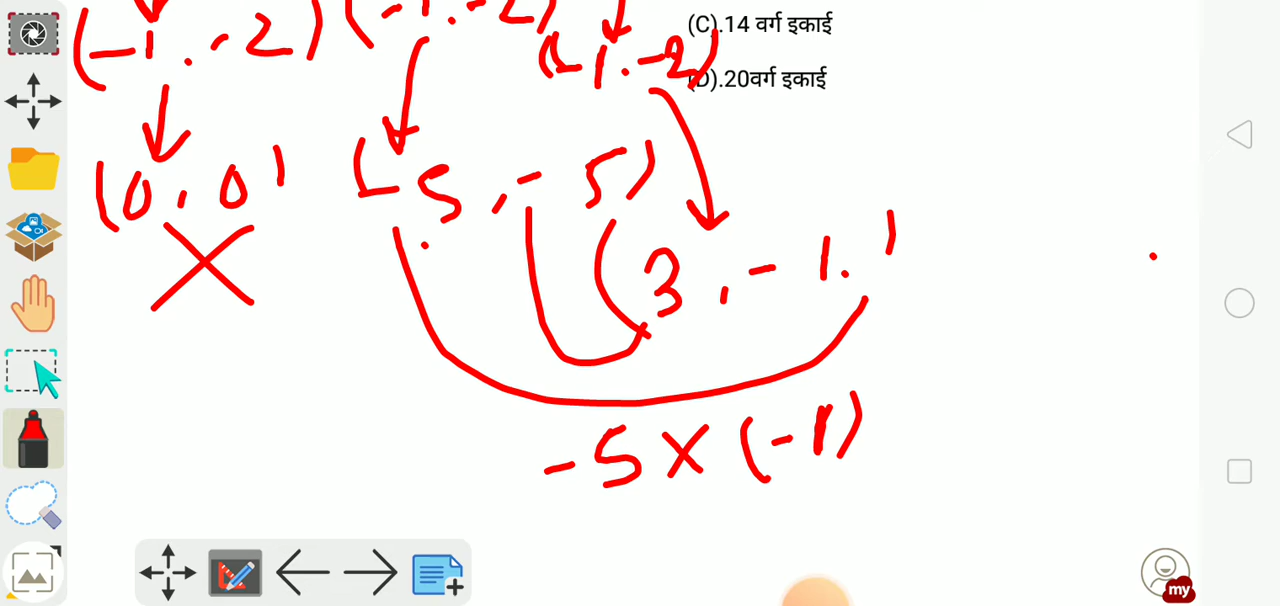 (C).14 वर्ग इकाई
(-1, -2) (-1, -2)
(-1, -2)
(D).20वर्ग इकाई
(0, 0) (-5, -5)
3, -1)
-5 × (-1)
my